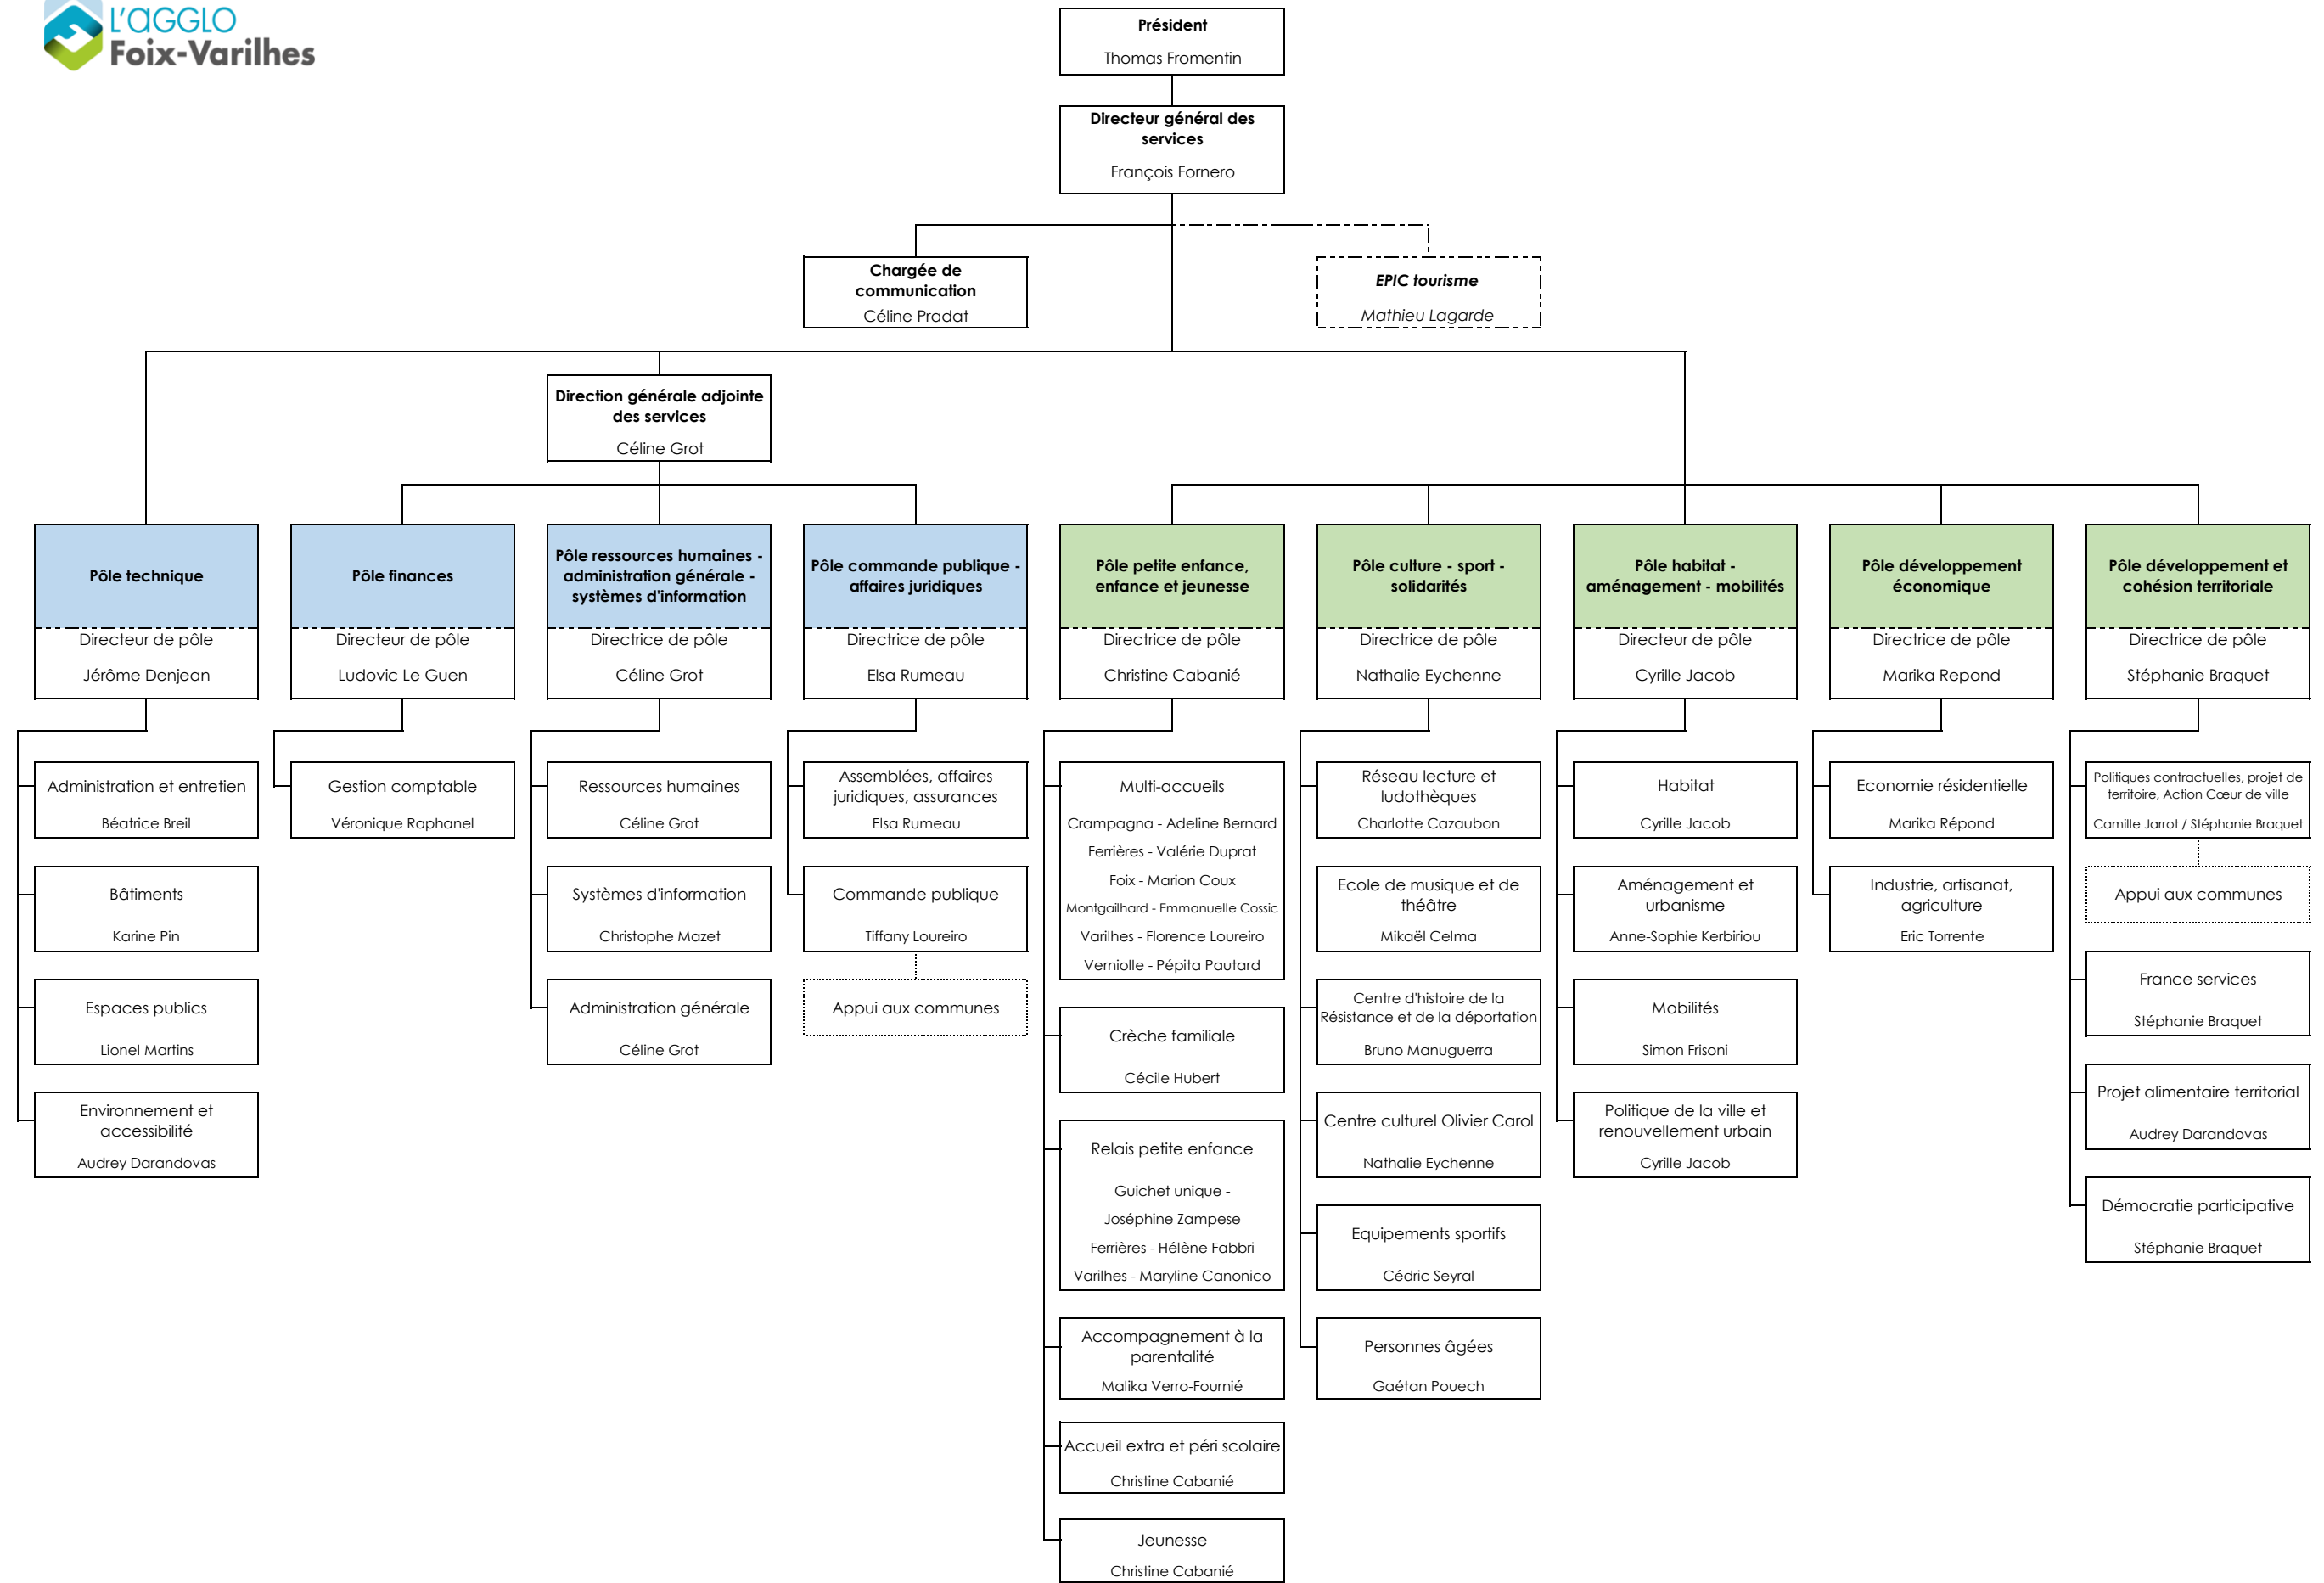 L'AGGLO
Foix-Varilhes
Président
Thomas Fromentin
Directeur général des
services
François Fornero
Chargée de
communication
Céline Pradat
EPIC tourisme
Mathieu Lagarde
Direction générale adjointe
des services
Céline Grot
Pôle technique
Directeur de pôle
Jérôme Denjean
Administration et entretien
Béatrice Breil
Bâtiments
Karine Pin
Espaces publics
Lionel Martins
Environnement et
accessibilité
Audrey Darandovas
Pôle finances
Directeur de pôle
Ludovic Le Guen
Gestion comptable
Véronique Raphanel
Pôle ressources humaines -
administration générale -
systèmes d'information
Directrice de pôle
Céline Grot
Ressources humaines
Céline Grot
Systèmes d'information
Christophe Mazet
Administration générale
Céline Grot
Pôle commande publique -
affaires juridiques
Directrice de pôle
Elsa Rumeau
Assemblées, affaires
juridiques, assurances
Elsa Rumeau
Commande publique
Tiffany Loureiro
Appui aux communes
Pôle petite enfance,
enfance et jeunesse
Directrice de pôle
Christine Cabanié
Multi-accueils
Crampagna - Adeline Bernard
Ferrières - Valérie Duprat
Foix - Marion Coux
Montgailhard - Emmanuelle Cossic
Varilhes - Florence Loureiro
Verniolle - Pépita Pautard
Crèche familiale
Cécile Hubert
Relais petite enfance
Guichet unique -
Joséphine Zampese
Ferrières - Hélène Fabbri
Varilhes - Maryline Canonico
Accompagnement à la
parentalité
Malika Verro-Fournié
Accueil extra et péri scolaire
Christine Cabanié
Jeunesse
Christine Cabanié
Pôle culture - sport -
solidarités
Directrice de pôle
Nathalie Eychenne
Réseau lecture et
ludothèques
Charlotte Cazaubon
Ecole de musique et de
théâtre
Mikaël Celma
Centre d'histoire de la
Résistance et de la déportation
Bruno Manuguerra
Centre culturel Olivier Carol
Nathalie Eychenne
Equipements sportifs
Cédric Seyral
Personnes âgées
Gaétan Pouech
Pôle habitat -
aménagement - mobilités
Directeur de pôle
Cyrille Jacob
Habitat
Cyrille Jacob
Aménagement et
urbanisme
Anne-Sophie Kerbiriou
Mobilités
Simon Frisoni
Politique de la ville et
renouvellement urbain
Cyrille Jacob
Pôle développement
économique
Directrice de pôle
Marika Repond
Economie résidentielle
Marika Répond
Industrie, artisanat,
agriculture
Eric Torrente
Pôle développement et
cohésion territoriale
Directrice de pôle
Stéphanie Braquet
Politiques contractuelles, projet de
territoire, Action Cœur de ville
Camille Jarrot / Stéphanie Braquet
Appui aux communes
France services
Stéphanie Braquet
Projet alimentaire territorial
Audrey Darandovas
Démocratie participative
Stéphanie Braquet